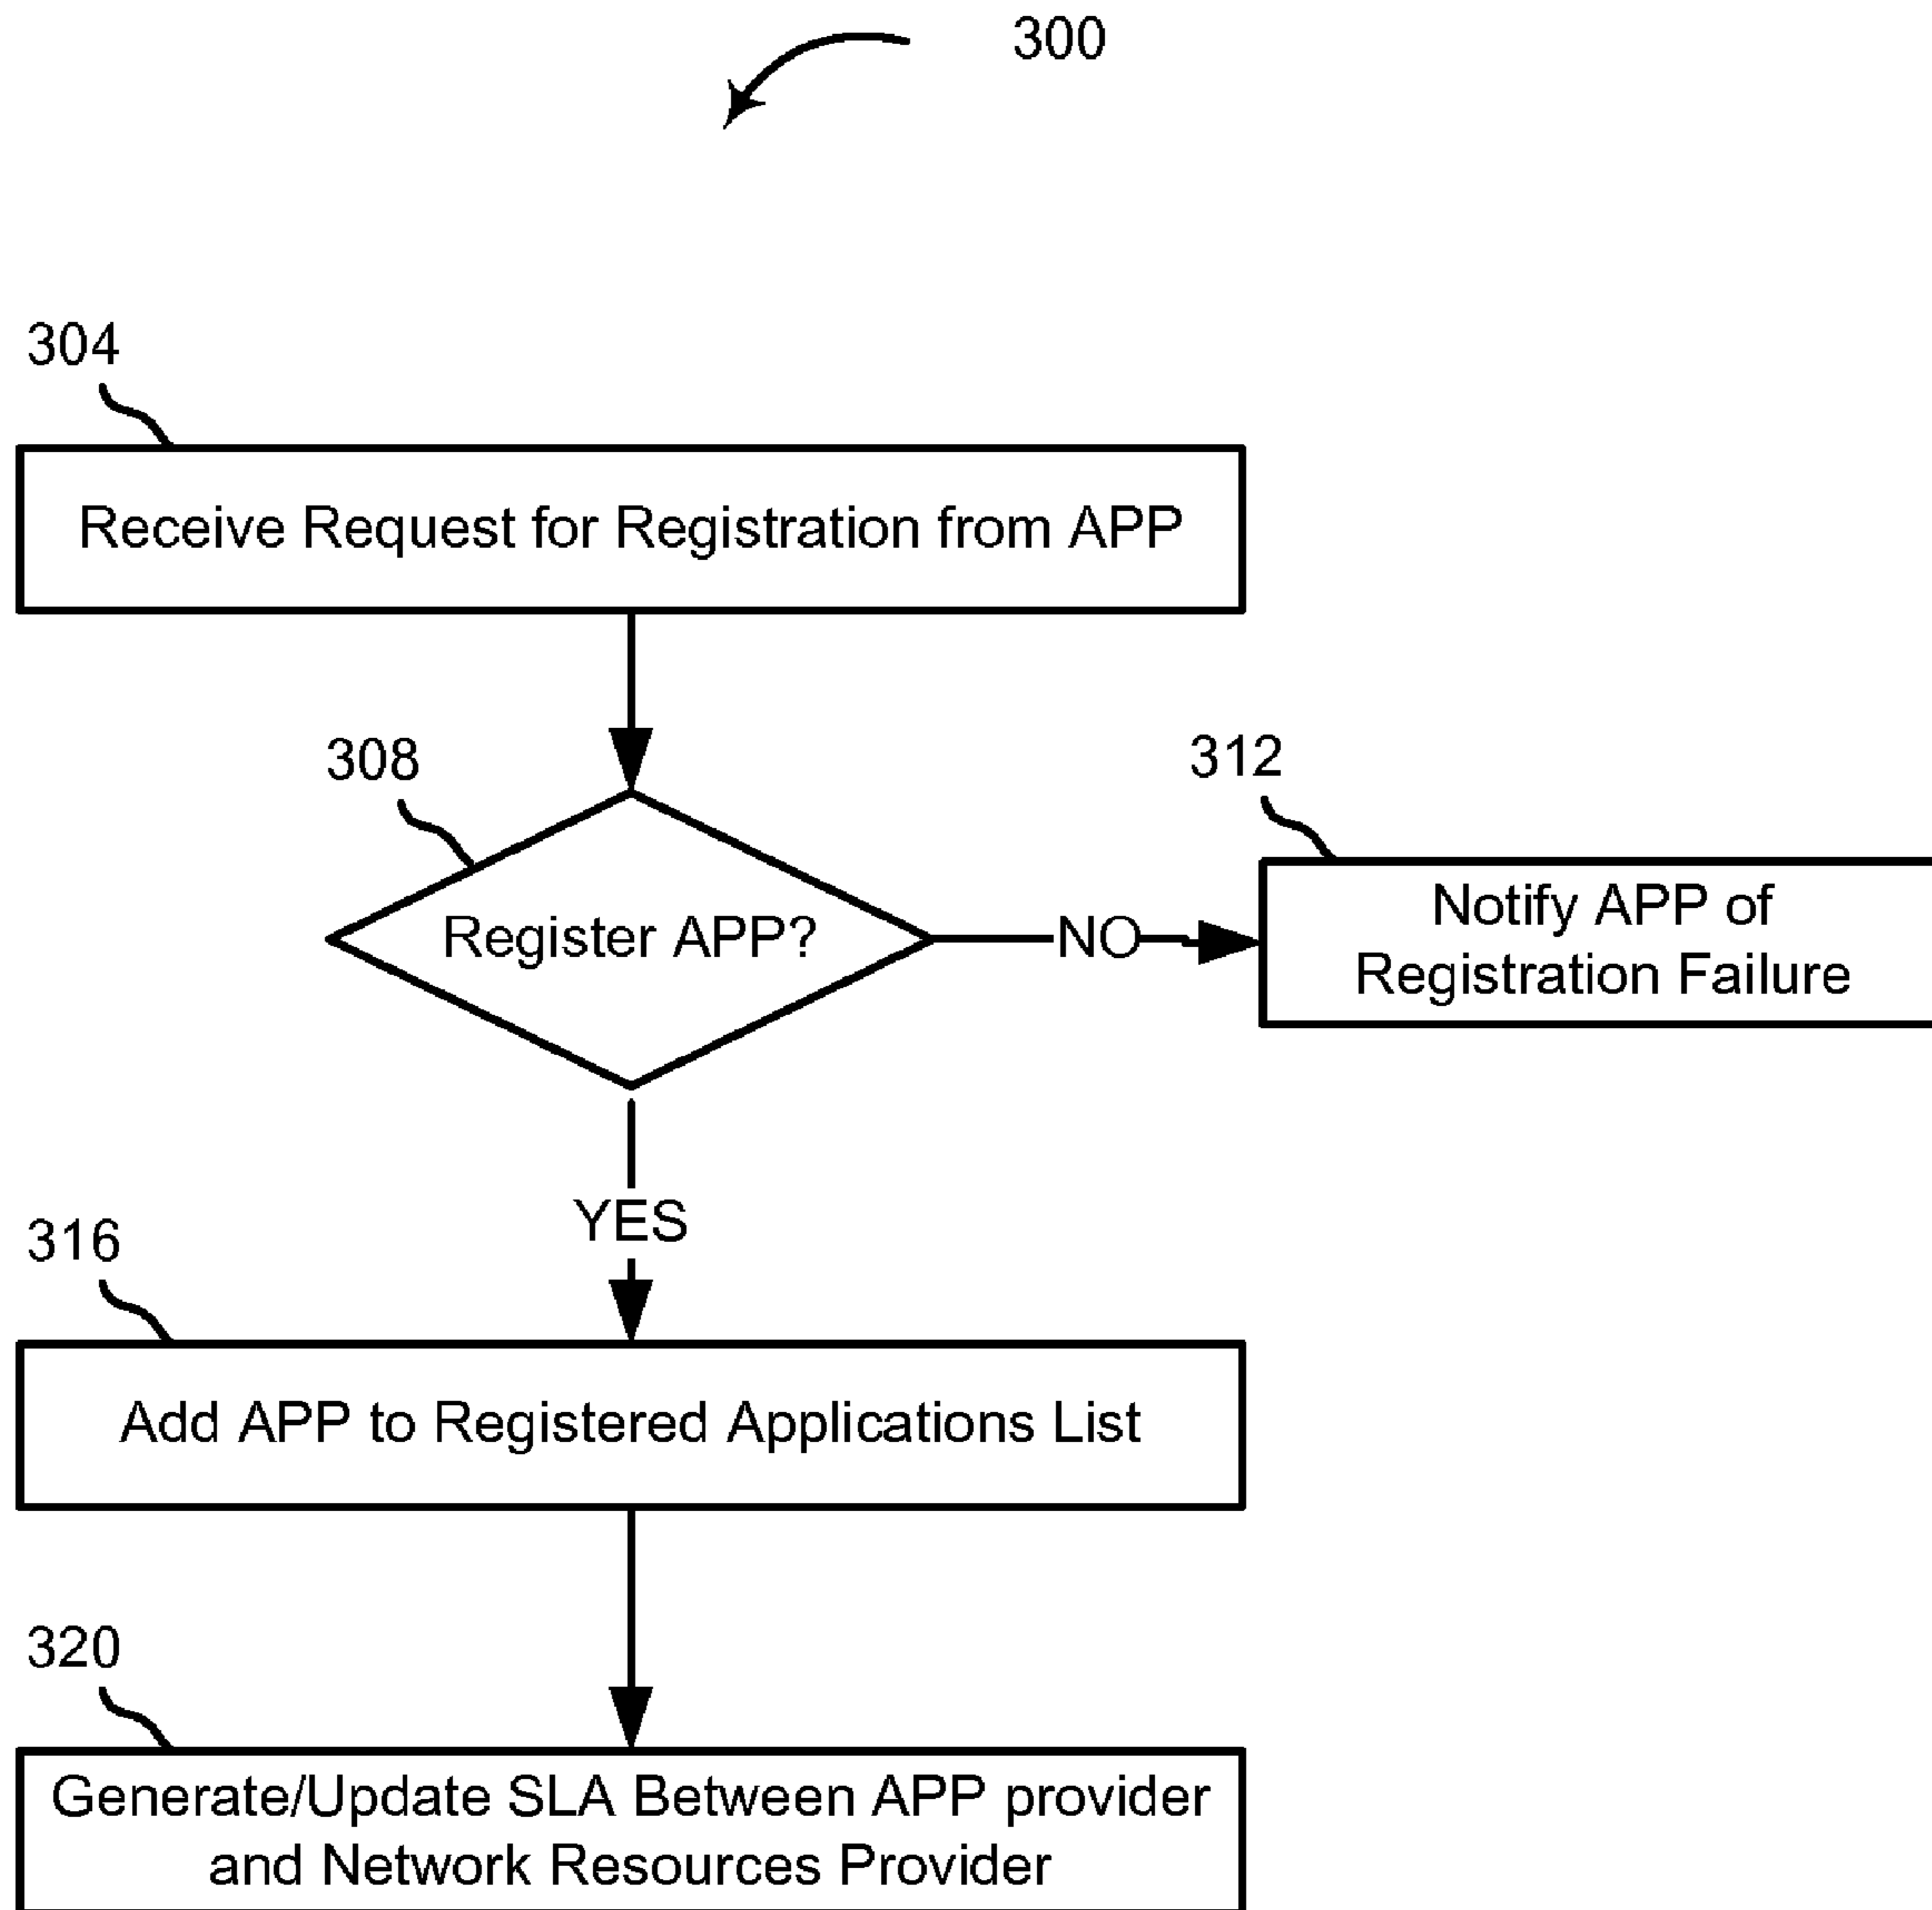 300
304
Receive Request for Registration from APP
308
312
Register APP?
NO
Notify APP of
Registration Failure
YES
316
Add APP to Registered Applications List
320
Generate/Update SLA Between APP provider
and Network Resources Provider